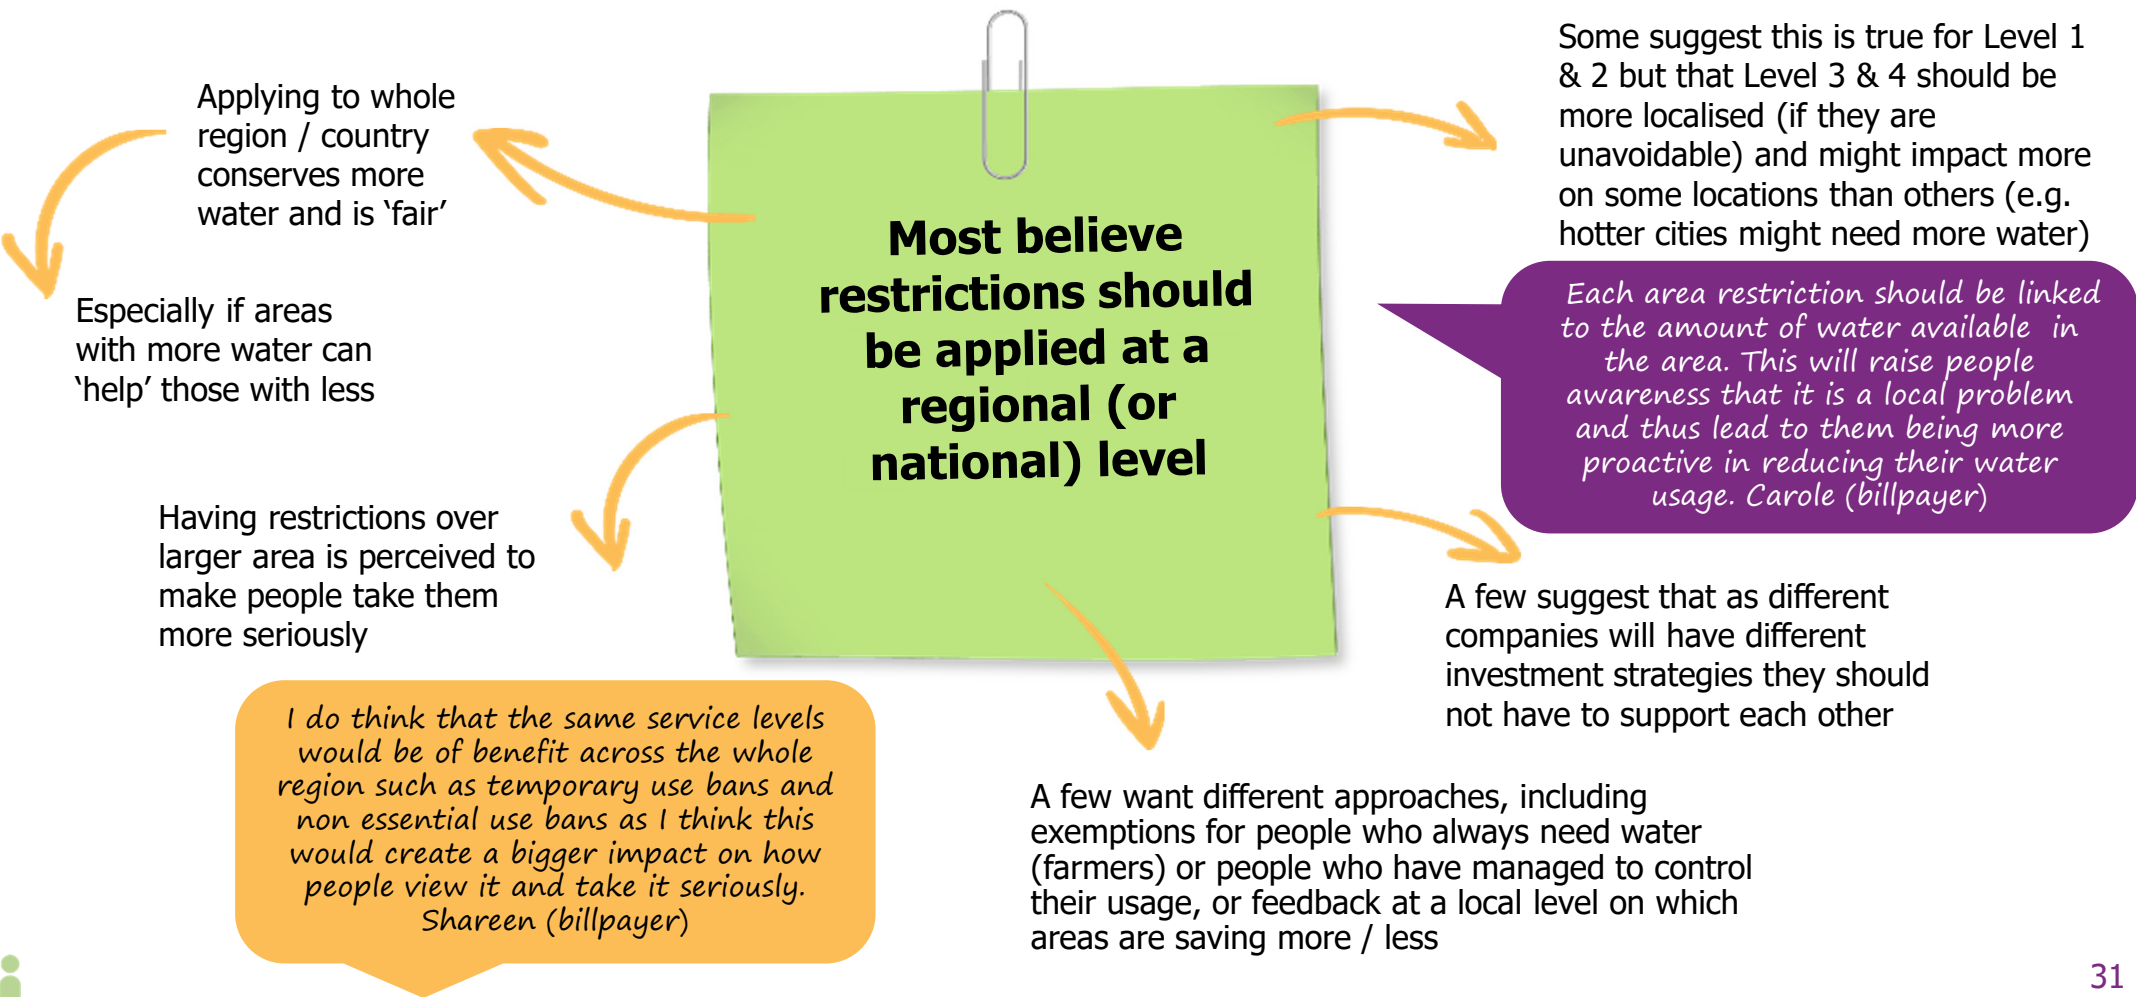 Applying to whole
region / country
conserves more
water and is ‘fair’
Especially if areas
with more water can
‘help’ those with less
Having restrictions over
larger area is perceived to
make people take them
more seriously
I do think that the same service levels
would be of benefit across the whole
region such as temporary use bans and
non essential use bans as I think this
would create a bigger impact on how
people view it and take it seriously.
Shareen (billpayer)
Most believe
restrictions should
be applied at a
regional (or
national) level
Some suggest this is true for Level 1
& 2 but that Level 3 & 4 should be
more localised (if they are
unavoidable) and might impact more
on some locations than others (e.g.
hotter cities might need more water)
Each area restriction should be linked
to the amount of water available in
the area. This will raise people
awareness that it is a local problem
and thus lead to them being more
proactive in reducing their water
usage. Carole (billpayer)
A few suggest that as different
companies will have different
investment strategies they should
not have to support each other
A few want different approaches, including
exemptions for people who always need water
(farmers) or people who have managed to control
their usage, or feedback at a local level on which
areas are saving more / less
31